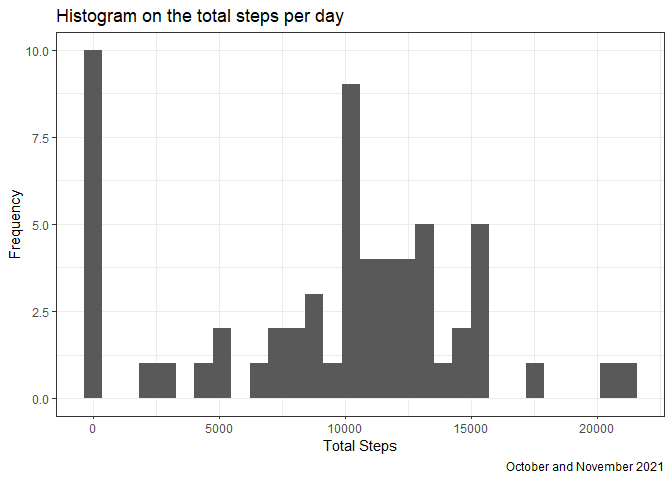 Histogram on the total steps per day
10.0
7.5
5.0
2.5
0.0
Frequency
0 5000 10000 15000 20000
Total Steps
October and November 2021